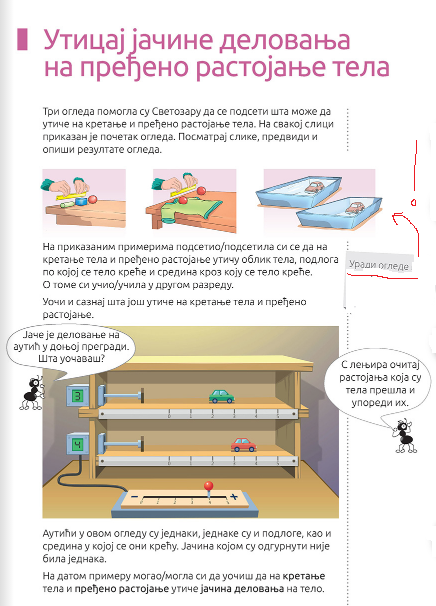 Утицај јачине деловања
на пређено растојање тела
Три огледа помогла су Светозару да се подсети шта може да
утиче на кретање и пређено растојање тела. На свакој слици
приказан је почетак огледа. Посматрај слике, предвиди и
опиши резултате огледа.
На приказаним примерима подсетио/подсетила си се да на
кретање тела и пређено растојање утичу облик тела, подлога
по којој се тело креће и средина кроз коју се тело креће.
О томе си учио/учила у другом разреду.
Уради огледе
Уочи и сазнај шта још утиче на кретање тела и пређено
растојање.
Јаче је деловање на
аутић у доњој прегради.
Шта уочаваш?
С лењира очитај
растојања која су
тела прешла и
упореди их.
3
4
Аутићи у овом огледу су једнаки, једнаке су и подлоге, као и
средина у којој се они крећу. Јачина којом су одгурнути није
била једнака.
На датом примеру могао/могла си да уочиш да на кретање
тела и пређено растојање утиче јачина деловања на тело.